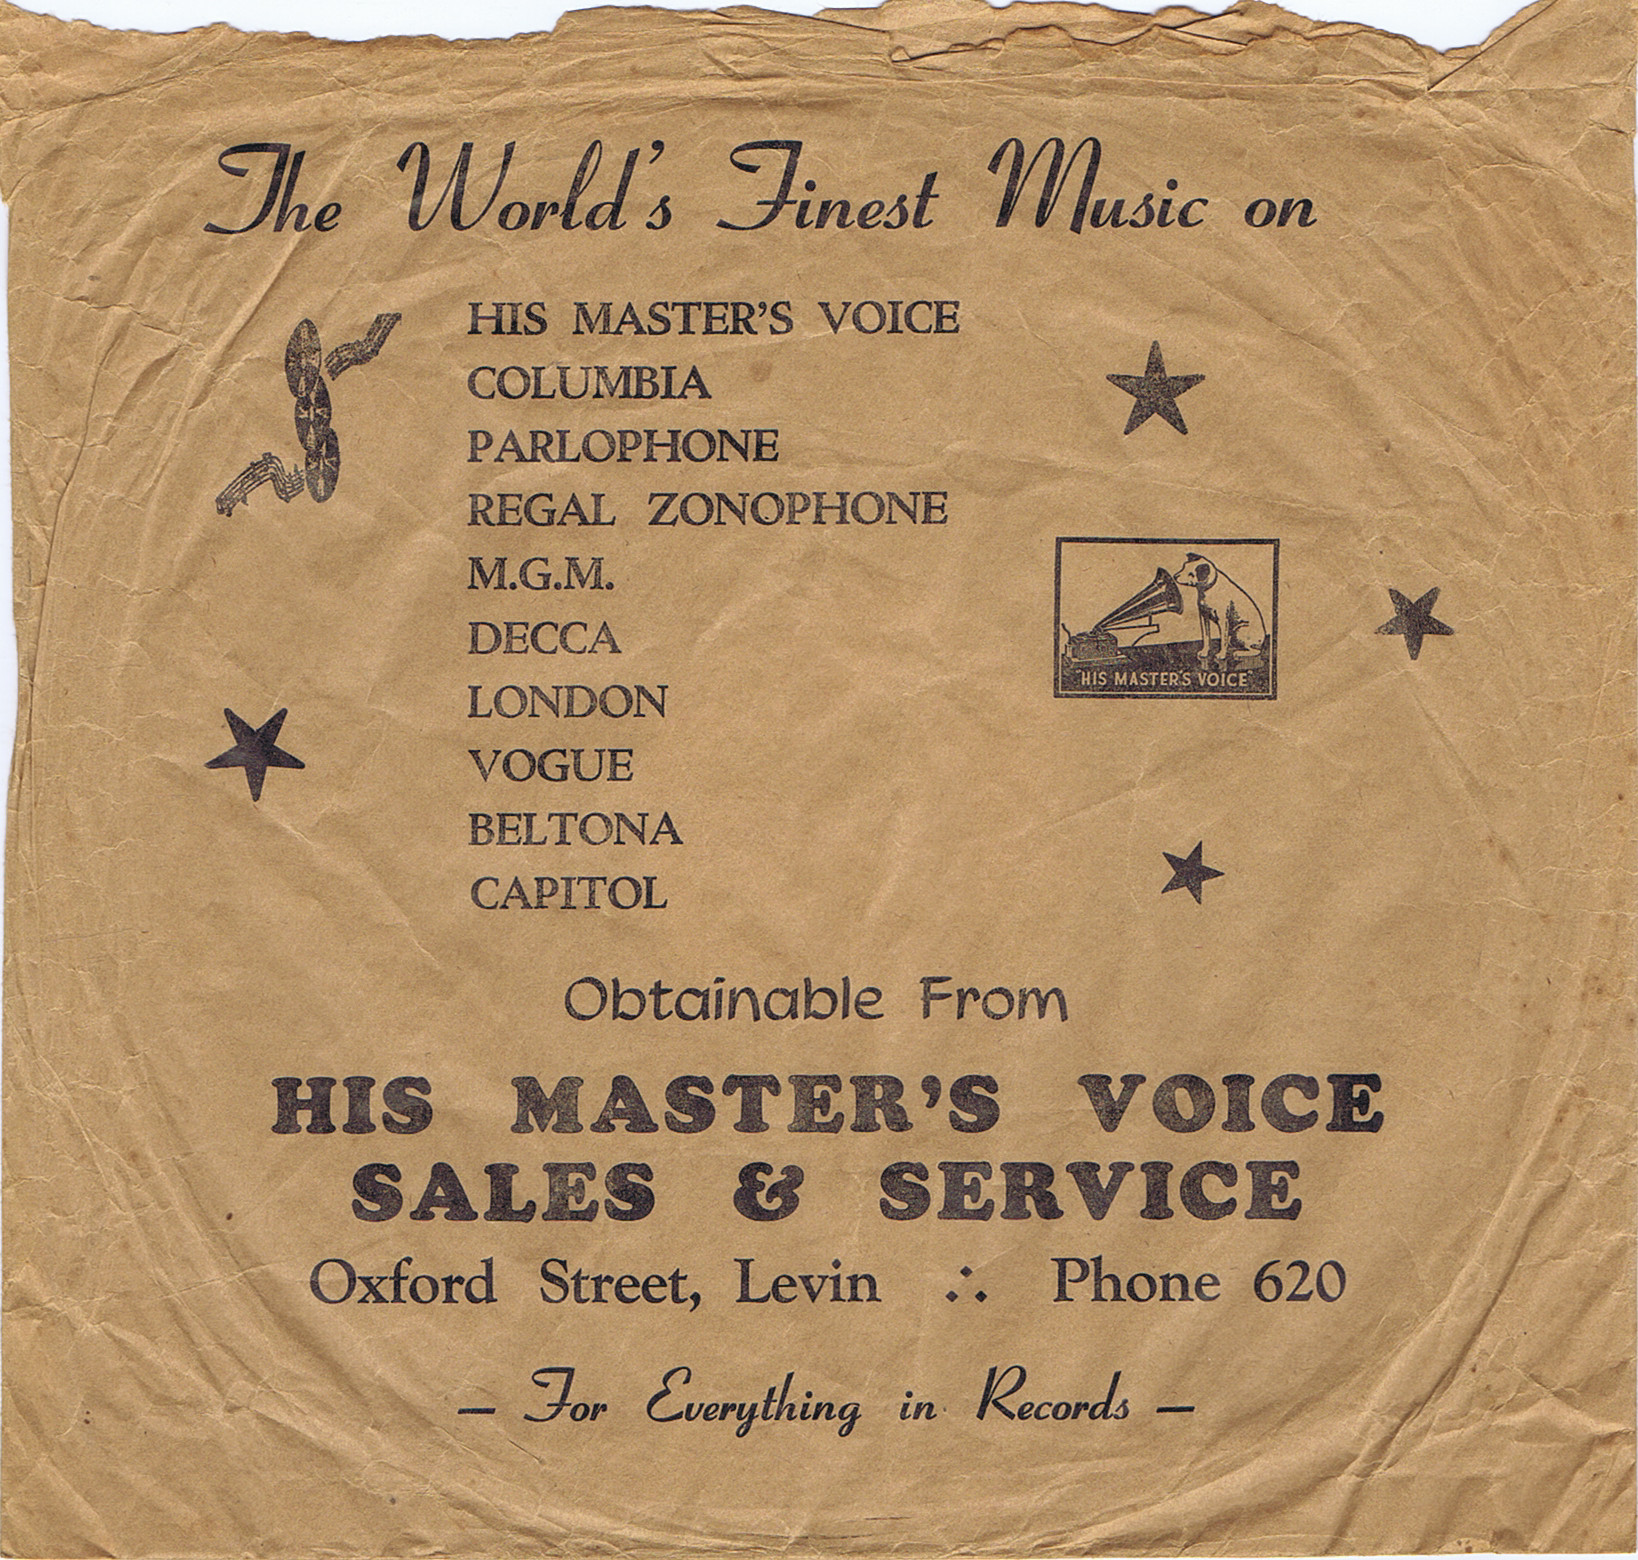 The World's Finest Music on
HIS MASTER'S VOICE
COLUMBIA
PARLOPHONE
REGAL ZONOPHONE
M.G.M.
DECCA
LONDON
VOGUE
BELTONA
CAPITOL
HIS MASTER'S VOICE
Obtainable From
HIS MASTER'S VOICE
SALES & SERVICE
Oxford Street, Levin ∴ Phone 620
— For Everything in Records —